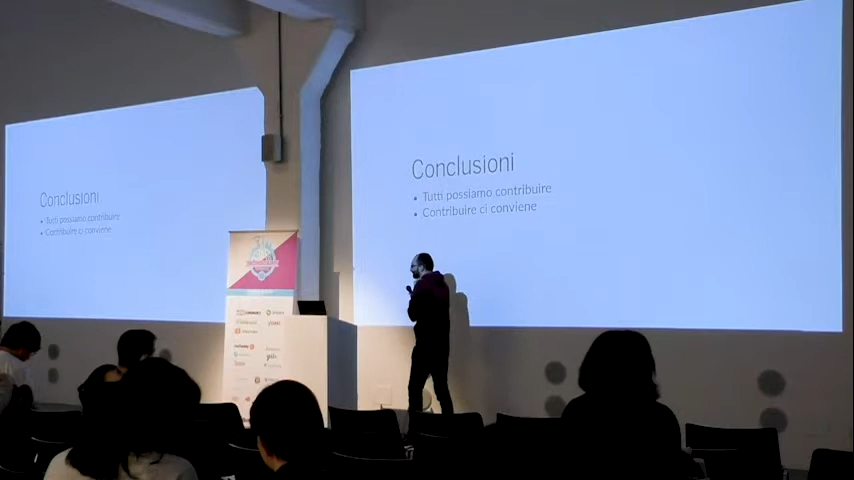 Conclusioni
• Tutti possiamo contribuire
• Contribuire ci conviene
Conclusioni
• Tutti possiamo contribuire
• Contribuire ci conviene